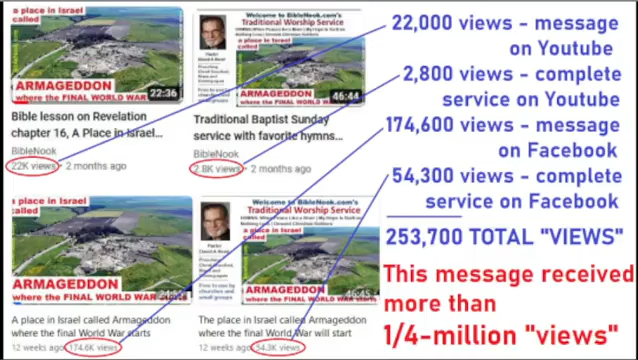 a place in Israel
called
ARMAGEDDON
where the FINAL WORLD WAR
22:36
Bible lesson on Revelation
chapter 16, A Place in Israel...
BibleNook
22K views · 2 months ago
Welcome to BibleNook.com's
Traditional Worship Service
a place in Israel
called
Pastor
46:44
ARMAGEDDON
where the FINAL WORLD WAR starts
Traditional Baptist Sunday
service with favorite hymns...
BibleNook
2.8K views · 2 months ago
a place in Israel
called
ARMAGEDDON
where the FINAL WORLD WAR starts
A place in Israel called Armageddon
where the final World War starts
12 weeks ago · 174.6K views
Welcome to BibleNook.com's
Traditional Worship Service
a place in Israel
called
Pastor
ARMAGEDDON
where the FINAL WORLD WAR starts
The place in Israel called Armageddon
where the final World War will start
12 weeks ago · 54.3K views
22,000 views - message
on Youtube
2,800 views - complete
service on Youtube
174,600 views - message
on Facebook
54,300 views - complete
service on Facebook
253,700 TOTAL "VIEWS"
This message received
more than
1/4-million "views"